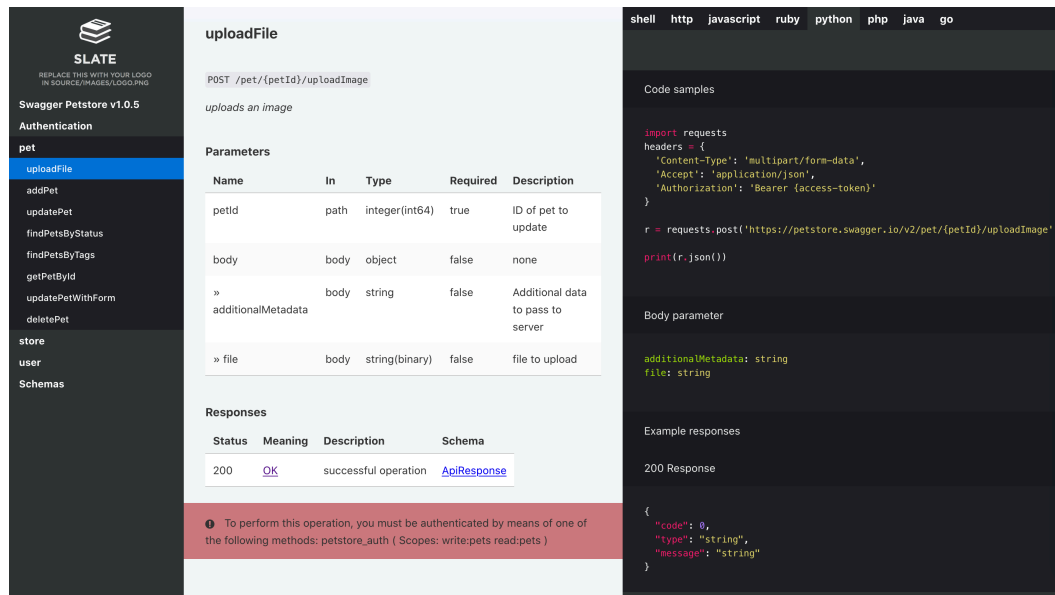 SLATE
REPLACE THIS WITH YOUR LOGO
IN SOURCE/IMAGES/LOGO.PNG
Swagger Petstore v1.0.5
Authentication
pet
uploadFile
addPet
updatePet
findPetsByStatus
findPetsByTags
getPetById
updatePetWithForm
deletePet
store
user
Schemas
uploadFile
POST /pet/{petId}/uploadImage
uploads an image
Parameters
Name In Type Required Description
petId path integer(int64) true ID of pet to
update
body body object false none
» body string false Additional data
additionalMetadata to pass to
server
» file body string(binary) false file to upload
Responses
Status Meaning Description Schema
200 OK successful operation ApiResponse
To perform this operation, you must be authenticated by means of one of
the following methods: petstore_auth ( Scopes: write:pets read:pets )
shell http javascript ruby python php java go
Code samples
import requests
headers = {
'Content-Type': 'multipart/form-data',
'Accept': 'application/json',
'Authorization': 'Bearer {access-token}'
}
r = requests.post('https://petstore.swagger.io/v2/pet/{petId}/uploadImage'
print(r.json())
Body parameter
additionalMetadata: string
file: string
Example responses
200 Response
{
"code": 0,
"type": "string",
"message": "string"
}